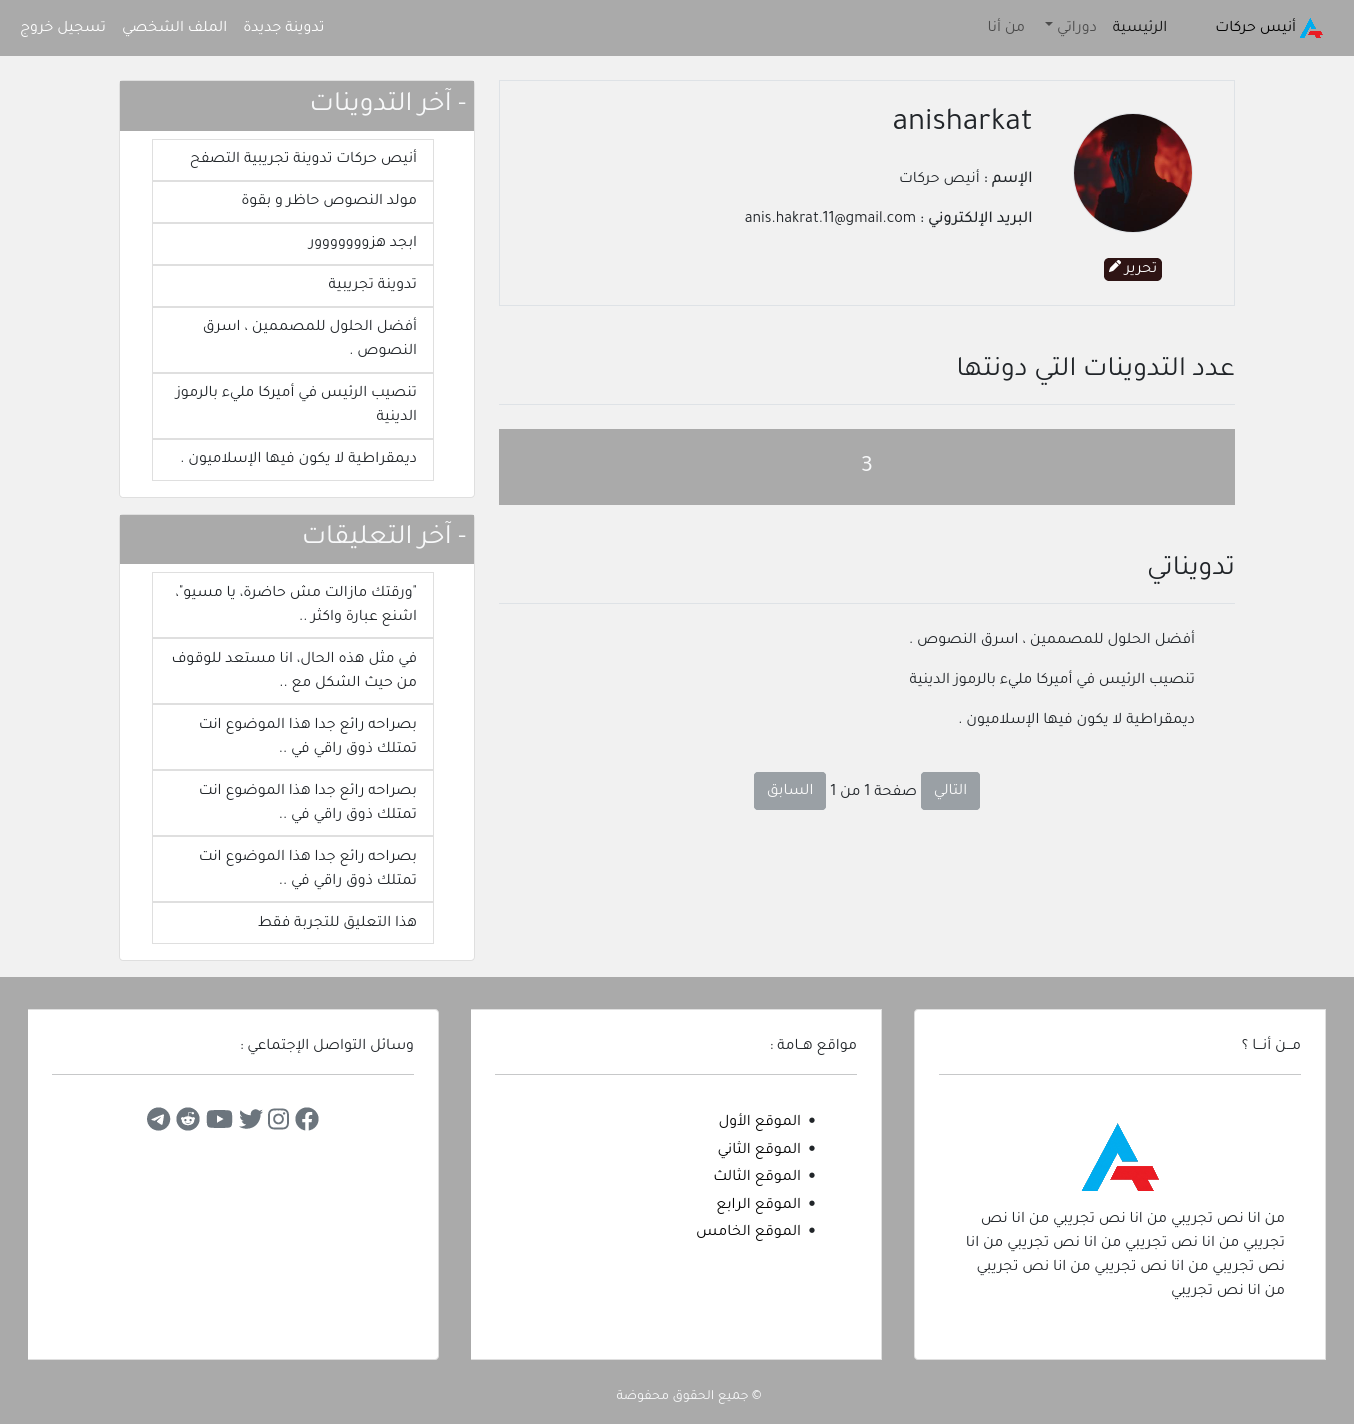 أنيس حركات
الرئيسية
دوراتي
من أنا
تدوينة جديدة
الملف الشخصي
تسجيل خروج
anisharkat
الإسم : أنيص حركات
البريد الإلكتروني : anis.hakrat.11@gmail.com
تحرير
عدد التدوينات التي دونتها
3
تدويناتي
أفضل الحلول للمصممين ، اسرق النصوص .
تنصيب الرئيس في أميركا مليء بالرموز الدينية
ديمقراطية لا يكون فيها الإسلاميون .
التالي
صفحة 1 من 1
السابق
- آخر التدوينات
أنيص حركات تدوينة تجريبية التصفح
مولد النصوص حاظر و بقوة
ابجد هزوووووووور
تدوينة تجريبية
أفضل الحلول للمصممين ، اسرق
النصوص .
تنصيب الرئيس في أميركا مليء بالرموز
الدينية
ديمقراطية لا يكون فيها الإسلاميون .
- آخر التعليقات
"ورقتك مازالت مش حاضرة، يا مسيو"،
اشنع عبارة واكثر ..
في مثل هذه الحال، انا مستعد للوقوف
من حيث الشكل مع ..
بصراحه رائع جدا هذا الموضوع انت
تمتلك ذوق راقي في ..
بصراحه رائع جدا هذا الموضوع انت
تمتلك ذوق راقي في ..
بصراحه رائع جدا هذا الموضوع انت
تمتلك ذوق راقي في ..
هذا التعليق للتجربة فقط
مــن أنــا ؟
من انا نص تجريبي من انا نص تجريبي من انا نص
تجريبي من انا نص تجريبي من انا نص تجريبي من انا
نص تجريبي من انا نص تجريبي من انا نص تجريبي
من انا نص تجريبي
مواقع هــامة :
الموقع الأول
الموقع الثاني
الموقع الثالث
الموقع الرابع
الموقع الخامس
وسائل التواصل الإجتماعي :
© جميع الحقوق محفوضة